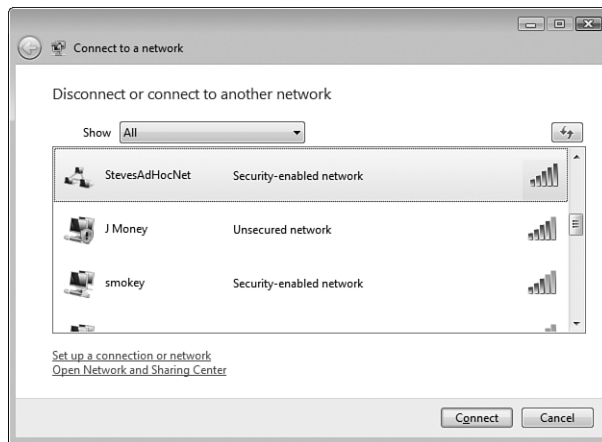 Connect to a network
Disconnect or connect to another network
Show All
StevesAdHocNet Security-enabled network
J Money Unsecured network
smokey Security-enabled network
Set up a connection or network
Open Network and Sharing Center
Connect Cancel